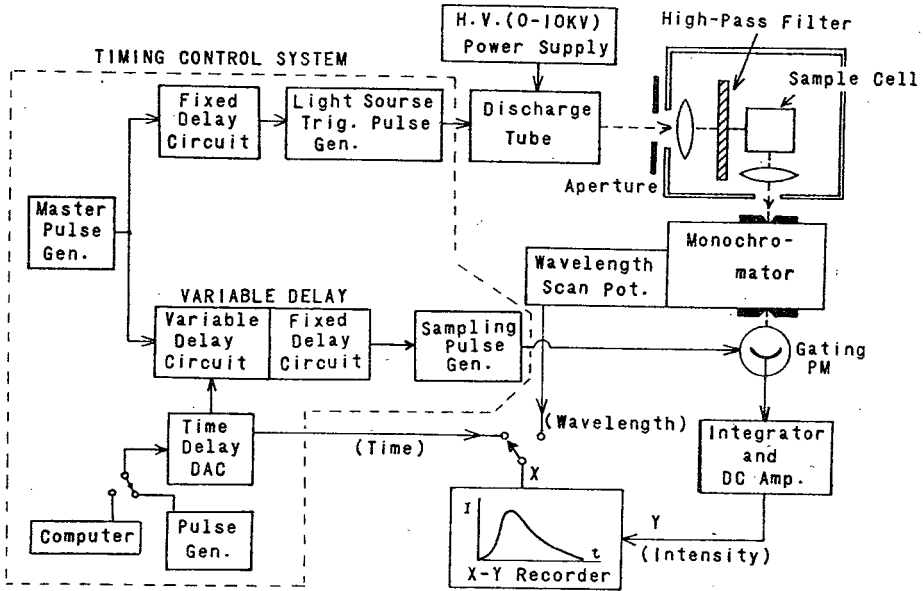 H.V.(0-10KV)
Power Supply
High-Pass Filter
Sample Cell
TIMING CONTROL SYSTEM
Fixed
Delay
Circuit
Light Sourse
Trig. Pulse
Gen.
Discharge
Tube
Aperture
Master
Pulse
Gen.
Monochro-
mator
Wavelength
Scan Pot.
VARIABLE DELAY
Variable
Delay
Circuit
Fixed
Delay
Circuit
Sampling
Pulse
Gen.
Gating
PM
Time
Delay
DAC
(Time)
(Wavelength)
X
Integrator
and
DC Amp.
Computer
Pulse
Gen.
I
t
X-Y Recorder
Y
(Intensity)